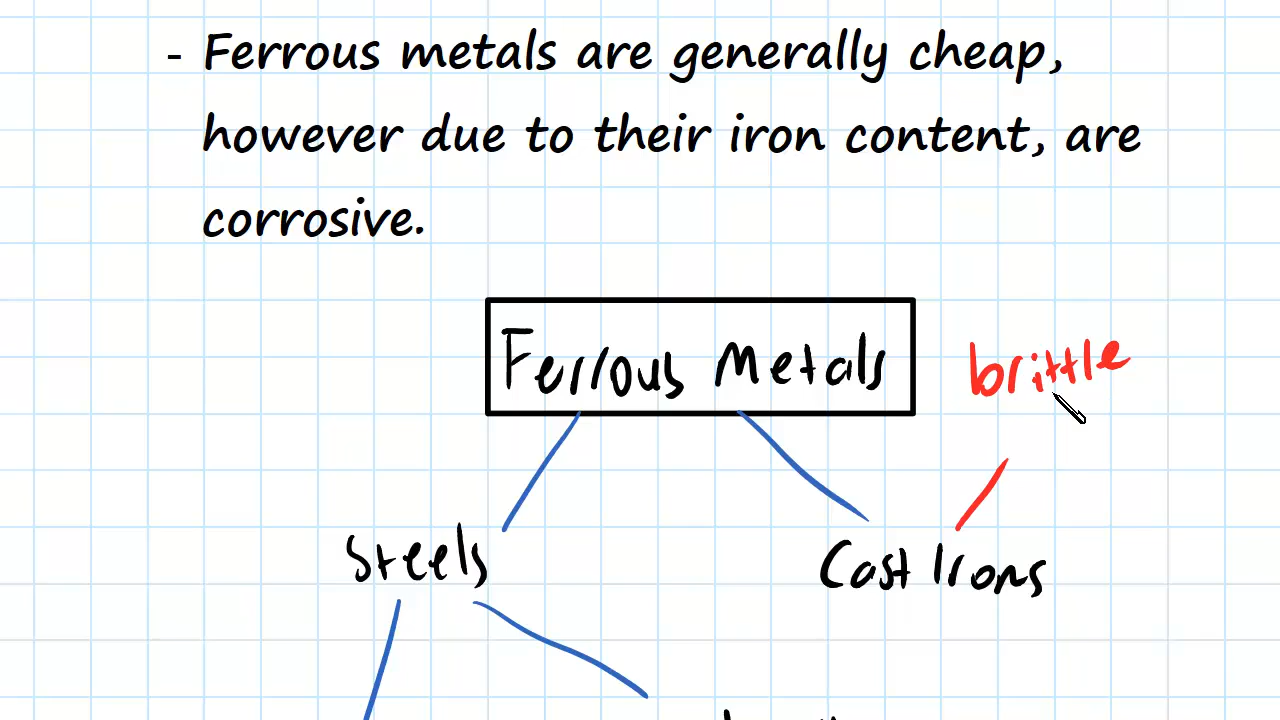 - Ferrous metals are generally cheap,
however due to their iron content, are
corrosive.
Ferrous Metals
brittle
Steels
Cast Irons